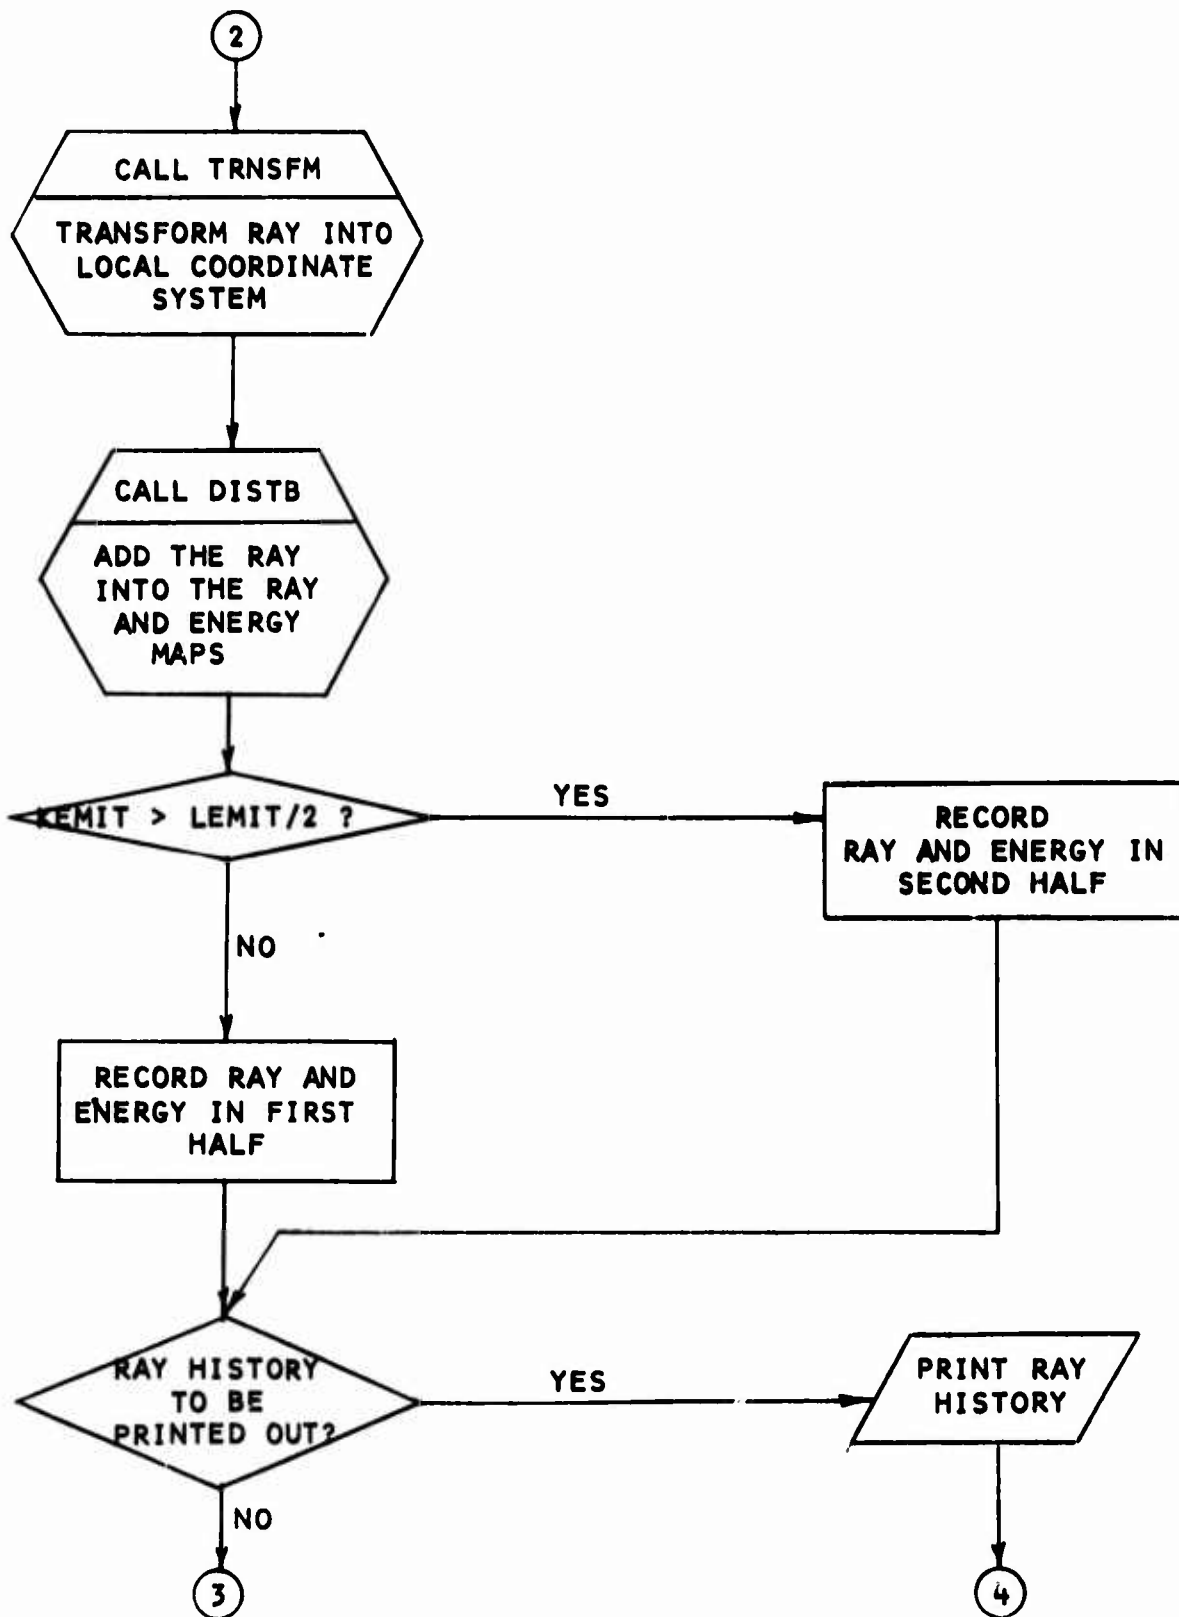 2
CALL TRNSFM
TRANSFORM RAY INTO
LOCAL COORDINATE
SYSTEM
CALL DISTB
ADD THE RAY
INTO THE RAY
AND ENERGY
MAPS
KEMIT > LEMIT/2 ?
YES
RECORD
RAY AND ENERGY IN
SECOND HALF
NO
RECORD RAY AND
ENERGY IN FIRST
HALF
RAY HISTORY
TO BE
PRINTED OUT?
YES
PRINT RAY
HISTORY
NO
3
4